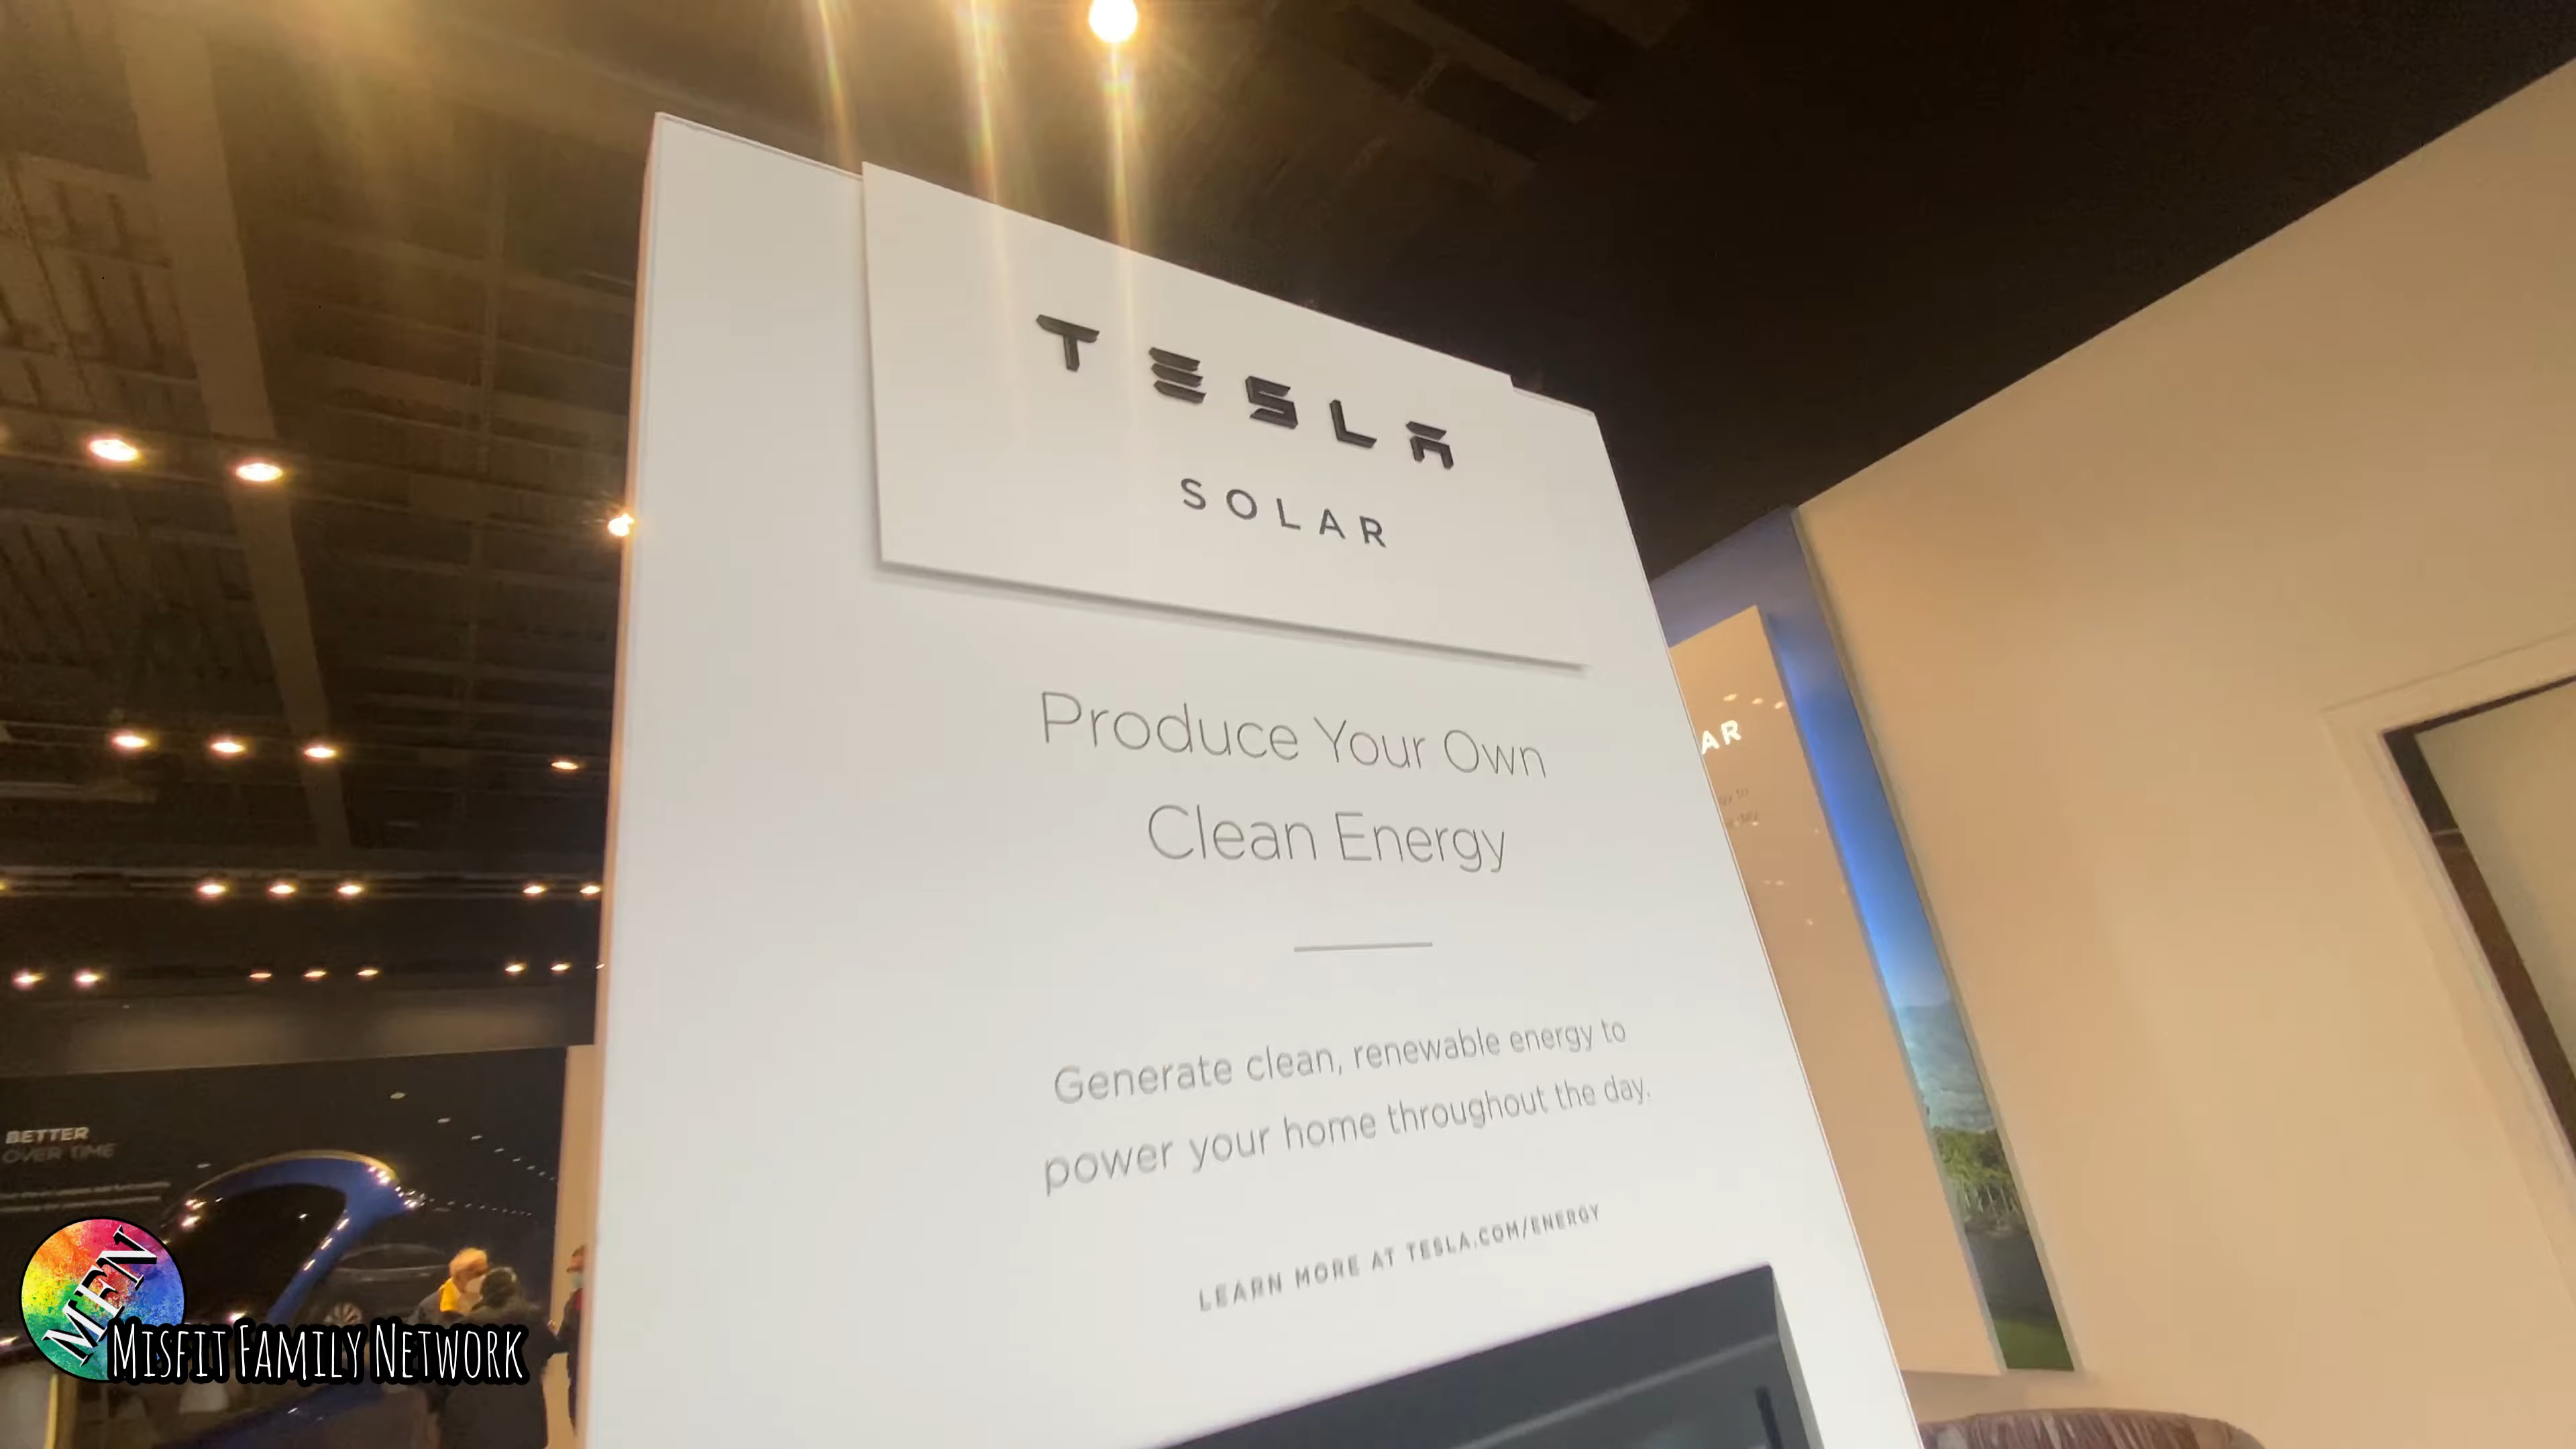 TESLA
SOLAR
Produce Your Own
Clean Energy
Generate clean, renewable energy to
power your home throughout the day.
LEARN MORE AT TESLA.COM/ENERGY
AR
BETTER
OVER TIME
MFN
MISFIT FAMILY NETWORK